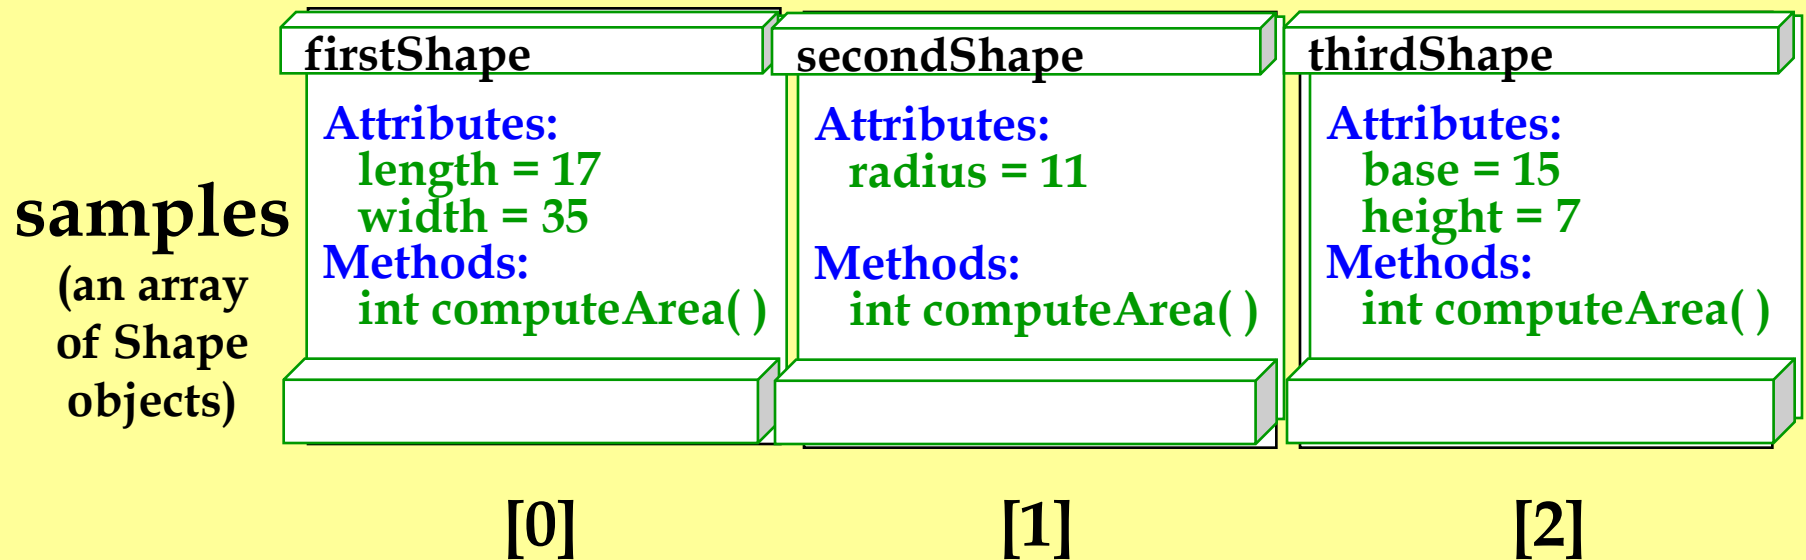 samples
(an array
of Shape
objects)
firstShape
Attributes:
length = 17
width = 35
Methods:
int computeArea( )
[0]
secondShape
Attributes:
radius = 11
Methods:
int computeArea( )
[1]
thirdShape
Attributes:
base = 15
height = 7
Methods:
int computeArea( )
[2]